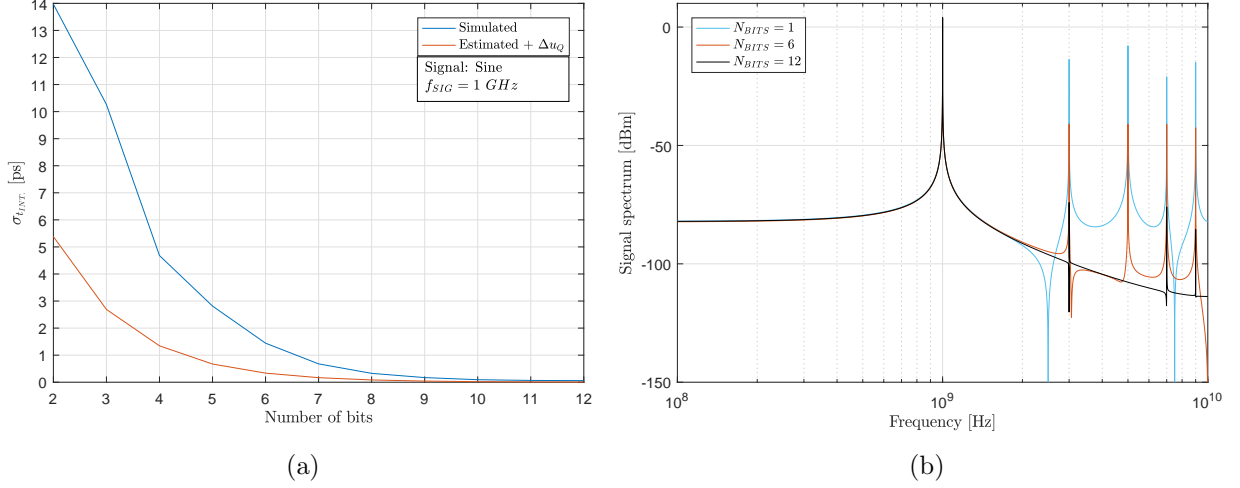 14
13
12
11
10
9
8
7
6
5
4
3
2
1
0
σ_{t_{INT.}} [ps]
Simulated
Estimated + Δu_Q
Signal: Sine
f_{SIG} = 1 GHz
2 3 4 5 6 7 8 9 10 11 12
Number of bits
(a)
0
-50
-100
-150
Signal spectrum [dBm]
N_{BITS} = 1
N_{BITS} = 6
N_{BITS} = 12
10^8 10^9 10^10
Frequency [Hz]
(b)